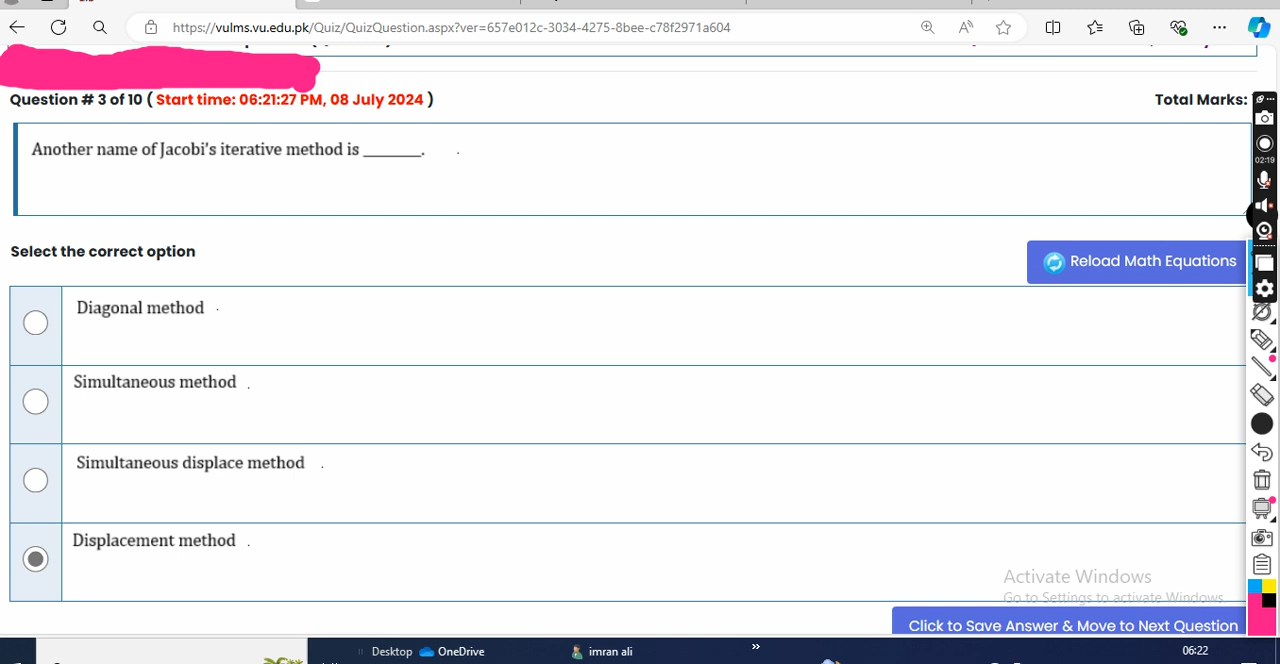 https://vulms.vu.edu.pk/Quiz/QuizQuestion.aspx?ver=657e012c-3034-4275-8bee-c78f2971a604
Question # 3 of 10 ( Start time: 06:21:27 PM, 08 July 2024 )
Total Marks:
Another name of Jacobi's iterative method is ________.
02:19
Select the correct option
Reload Math Equations
Diagonal method
Simultaneous method
Simultaneous displace method
Displacement method
Activate Windows
Go to Settings to activate Windows.
Click to Save Answer & Move to Next Question
Desktop
OneDrive
imran ali
06:22